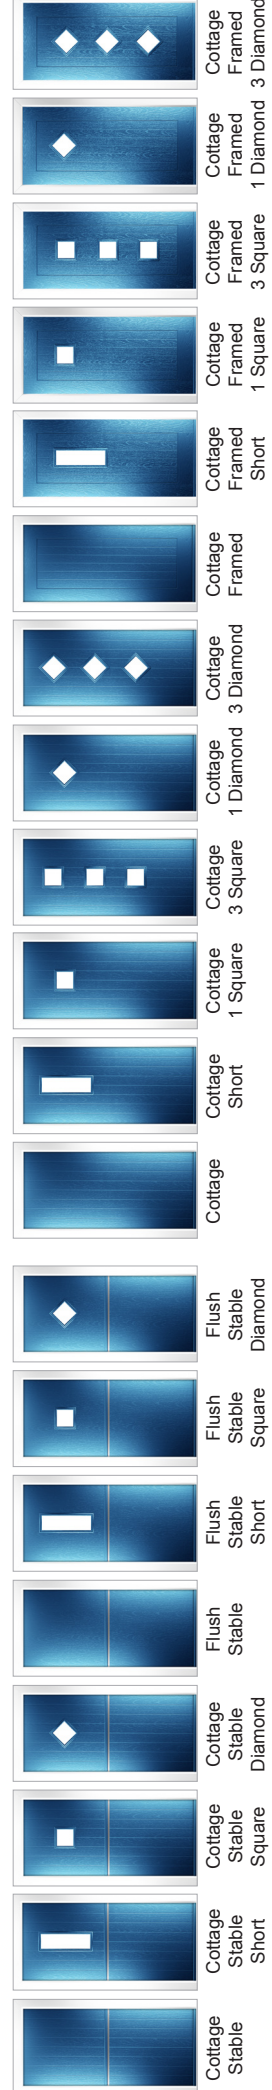 Cottage
Stable
Cottage
Stable
Short
Cottage
Stable
Square
Cottage
Stable
Diamond
Flush
Stable
Flush
Stable
Short
Flush
Stable
Square
Flush
Stable
Diamond
Cottage
Cottage
Short
Cottage
1 Square
Cottage
3 Square
Cottage
1 Diamond
Cottage
3 Diamond
Cottage
Framed
Cottage
Framed
Short
Cottage
Framed
1 Square
Cottage
Framed
3 Square
Cottage
Framed
1 Diamond
Cottage
Framed
3 Diamond